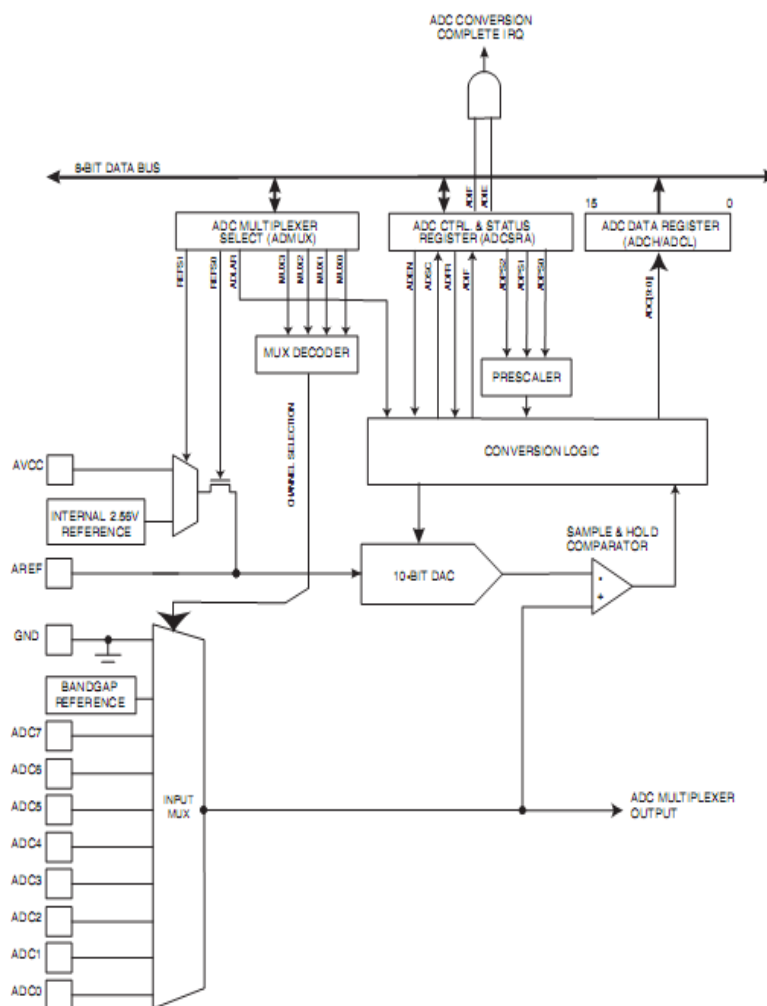 ADC CONVERSION
COMPLETE IRQ
8-BIT DATA BUS
ADIF
ADIE
15
0
ADC MULTIPLEXER
SELECT (ADMUX)
ADC CTRL. & STATUS
REGISTER (ADCSRA)
ADC DATA REGISTER
(ADCH/ADCL)
REFS1
REFS0
ADLAR
MUX3
MUX2
MUX1
MUX0
ADEN
ADSC
ADFR
ADIF
ADPS2
ADPS1
ADPS0
ADC[9:0]
MUX DECODER
PRESCALER
CHANNEL SELECTION
CONVERSION LOGIC
AVCC
INTERNAL 2.56V
REFERENCE
SAMPLE & HOLD
COMPARATOR
AREF
10-BIT DAC
-
+
GND
BANDGAP
REFERENCE
ADC7
ADC6
ADC5
ADC4
ADC3
ADC2
ADC1
ADC0
INPUT
MUX
ADC MULTIPLEXER
OUTPUT